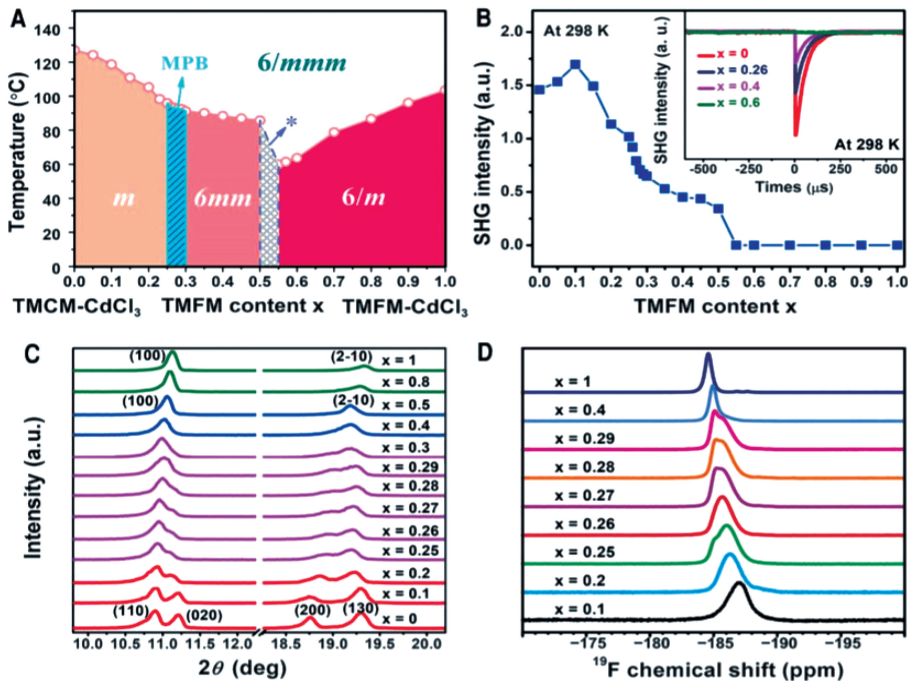 A
Temperature (°C)
140
120
100
80
60
40
20
0
MPB
6/mmm
*
m
6mm
6/m
0.0 0.1 0.2 0.3 0.4 0.5 0.6 0.7 0.8 0.9 1.0
TMCM-CdCl3 TMFM content x TMFM-CdCl3
B
SHG intensity (a.u.)
2.0
1.5
1.0
0.5
0.0
At 298 K
SHG intensity (a. u.)
x = 0
x = 0.26
x = 0.4
x = 0.6
At 298 K
-500 0 500
Times (μs)
0.0 0.1 0.2 0.3 0.4 0.5 0.6 0.7 0.8 0.9 1.0
TMFM content x
C
Intensity (a.u.)
(100) (2-10) x = 1
x = 0.8
(100) (2-10) x = 0.5
x = 0.4
x = 0.3
x = 0.29
x = 0.28
x = 0.27
x = 0.26
x = 0.25
x = 0.2
x = 0.1
(110) (020) (200) (130) x = 0
10.0 10.4 10.8 11.2 11.6 12.0 18.5 19.0 19.5 20.0
2θ (deg)
D
x = 1
x = 0.4
x = 0.29
x = 0.28
x = 0.27
x = 0.26
x = 0.25
x = 0.2
x = 0.1
−175 −180 −185 −190 −195
19F chemical shift (ppm)